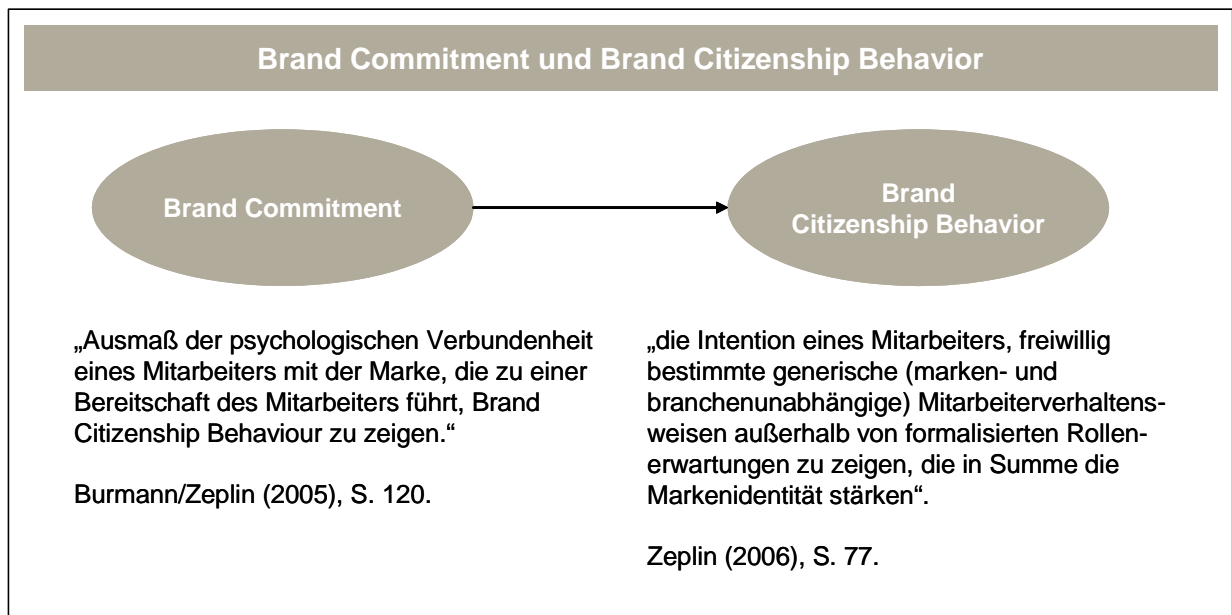 Brand Commitment und Brand Citizenship Behavior
Brand Commitment
Brand
Citizenship Behavior
„Ausmaß der psychologischen Verbundenheit
eines Mitarbeiters mit der Marke, die zu einer
Bereitschaft des Mitarbeiters führt, Brand
Citizenship Behaviour zu zeigen.“
Burmann/Zeplin (2005), S. 120.
„die Intention eines Mitarbeiters, freiwillig
bestimmte generische (marken- und
branchenunabhängige) Mitarbeiterverhaltens-
weisen außerhalb von formalisierten Rollen-
erwartungen zu zeigen, die in Summe die
Markenidentität stärken“.
Zeplin (2006), S. 77.